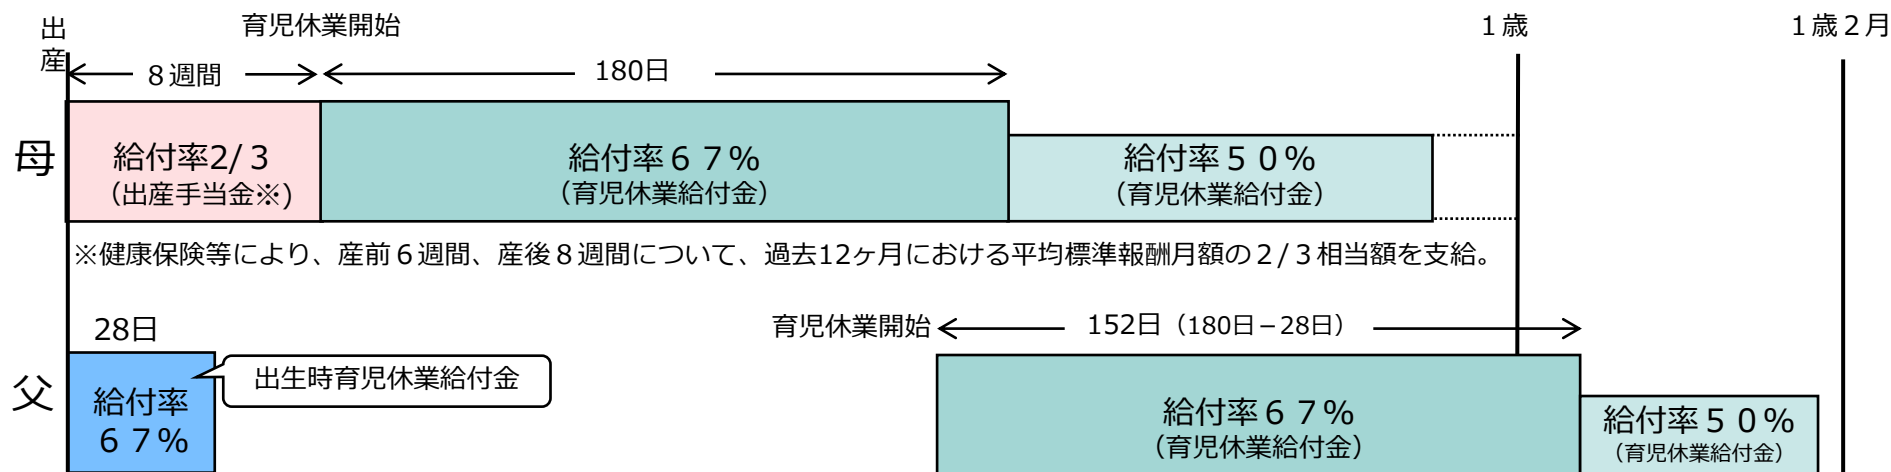 出産
育児休業開始
１歳
１歳２月
８週間
180日
母
給付率2/３
（出産手当金※）
給付率６７%
（育児休業給付金）
給付率５０%
（育児休業給付金）
※健康保険等により、産前６週間、産後８週間について、過去12ヶ月における平均標準報酬月額の２/３相当額を支給。
28日
育児休業開始
152日（180日－28日）
父
給付率
６７%
出生時育児休業給付金
給付率６７%
（育児休業給付金）
給付率５０%
（育児休業給付金）